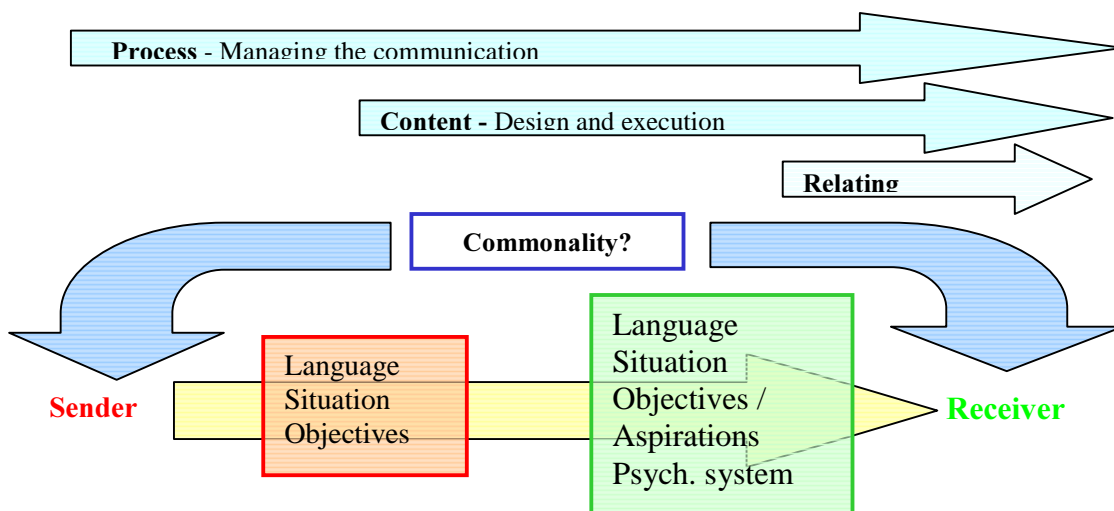 Process - Managing the communication
Content - Design and execution
Relating
Commonality?
Sender
Language
Situation
Objectives
Language
Situation
Objectives /
Aspirations
Psych. system
Receiver